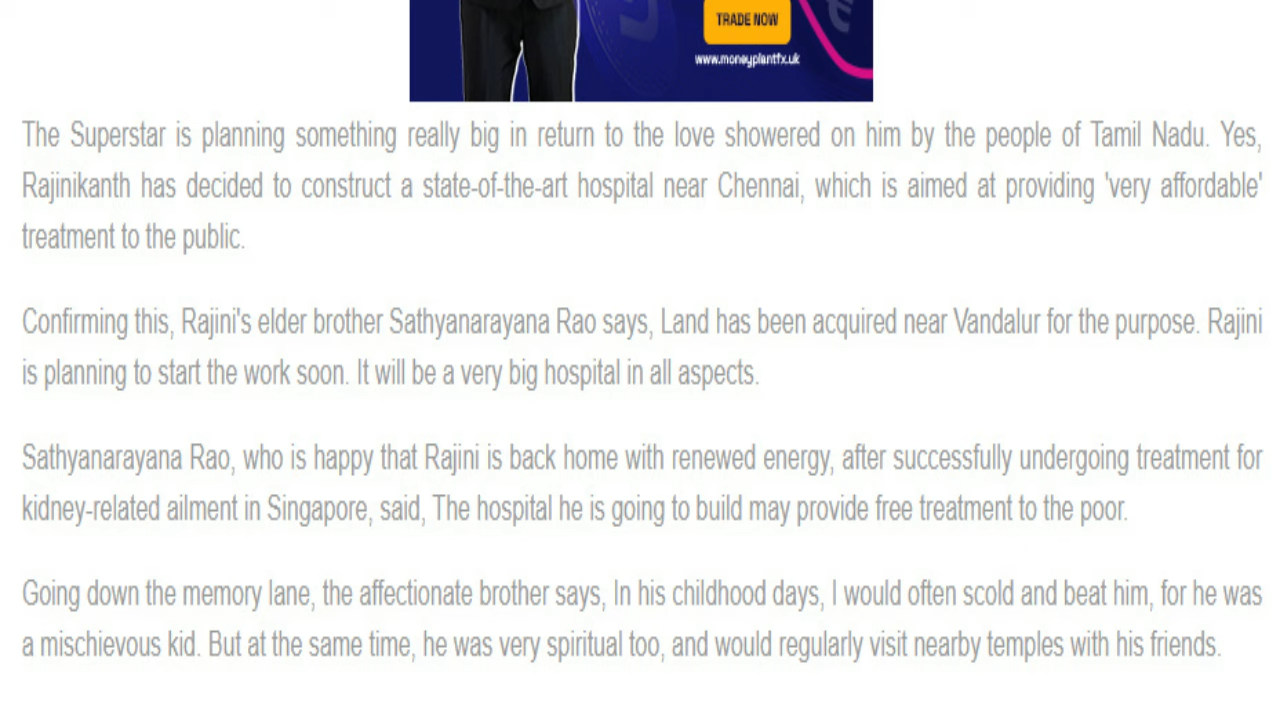 TRADE NOW
www.moneyplantfx.uk
The Superstar is planning something really big in return to the love showered on him by the people of Tamil Nadu. Yes,
Rajinikanth has decided to construct a state-of-the-art hospital near Chennai, which is aimed at providing 'very affordable'
treatment to the public.
Confirming this, Rajini's elder brother Sathyanarayana Rao says, Land has been acquired near Vandalur for the purpose. Rajini
is planning to start the work soon. It will be a very big hospital in all aspects.
Sathyanarayana Rao, who is happy that Rajini is back home with renewed energy, after successfully undergoing treatment for
kidney-related ailment in Singapore, said, The hospital he is going to build may provide free treatment to the poor.
Going down the memory lane, the affectionate brother says, In his childhood days, I would often scold and beat him, for he was
a mischievous kid. But at the same time, he was very spiritual too, and would regularly visit nearby temples with his friends.